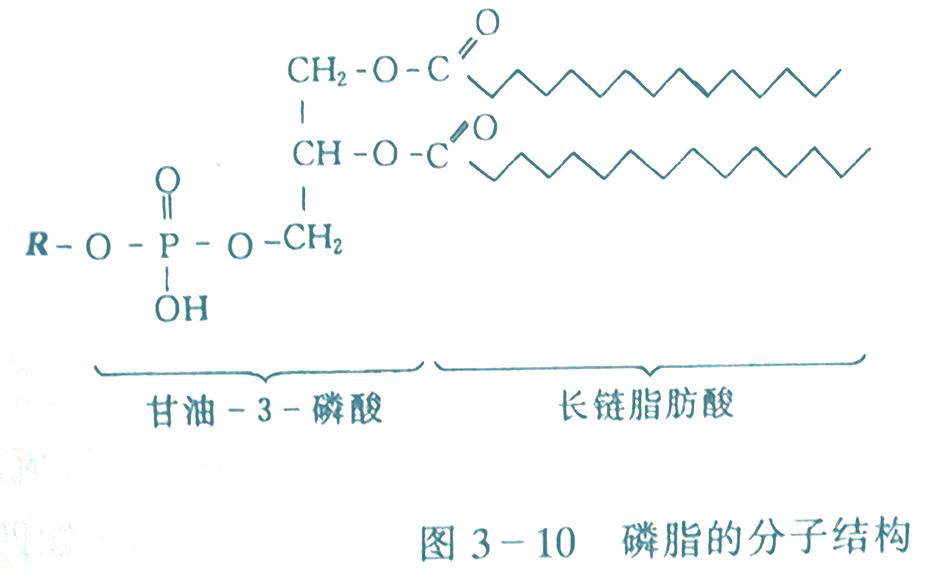 O
CH₂-O-C
O
CH-O-C
O
R-O-P-O-CH₂
OH
甘油-3-磷酸 长链脂肪酸
图 3-10 磷脂的分子结构